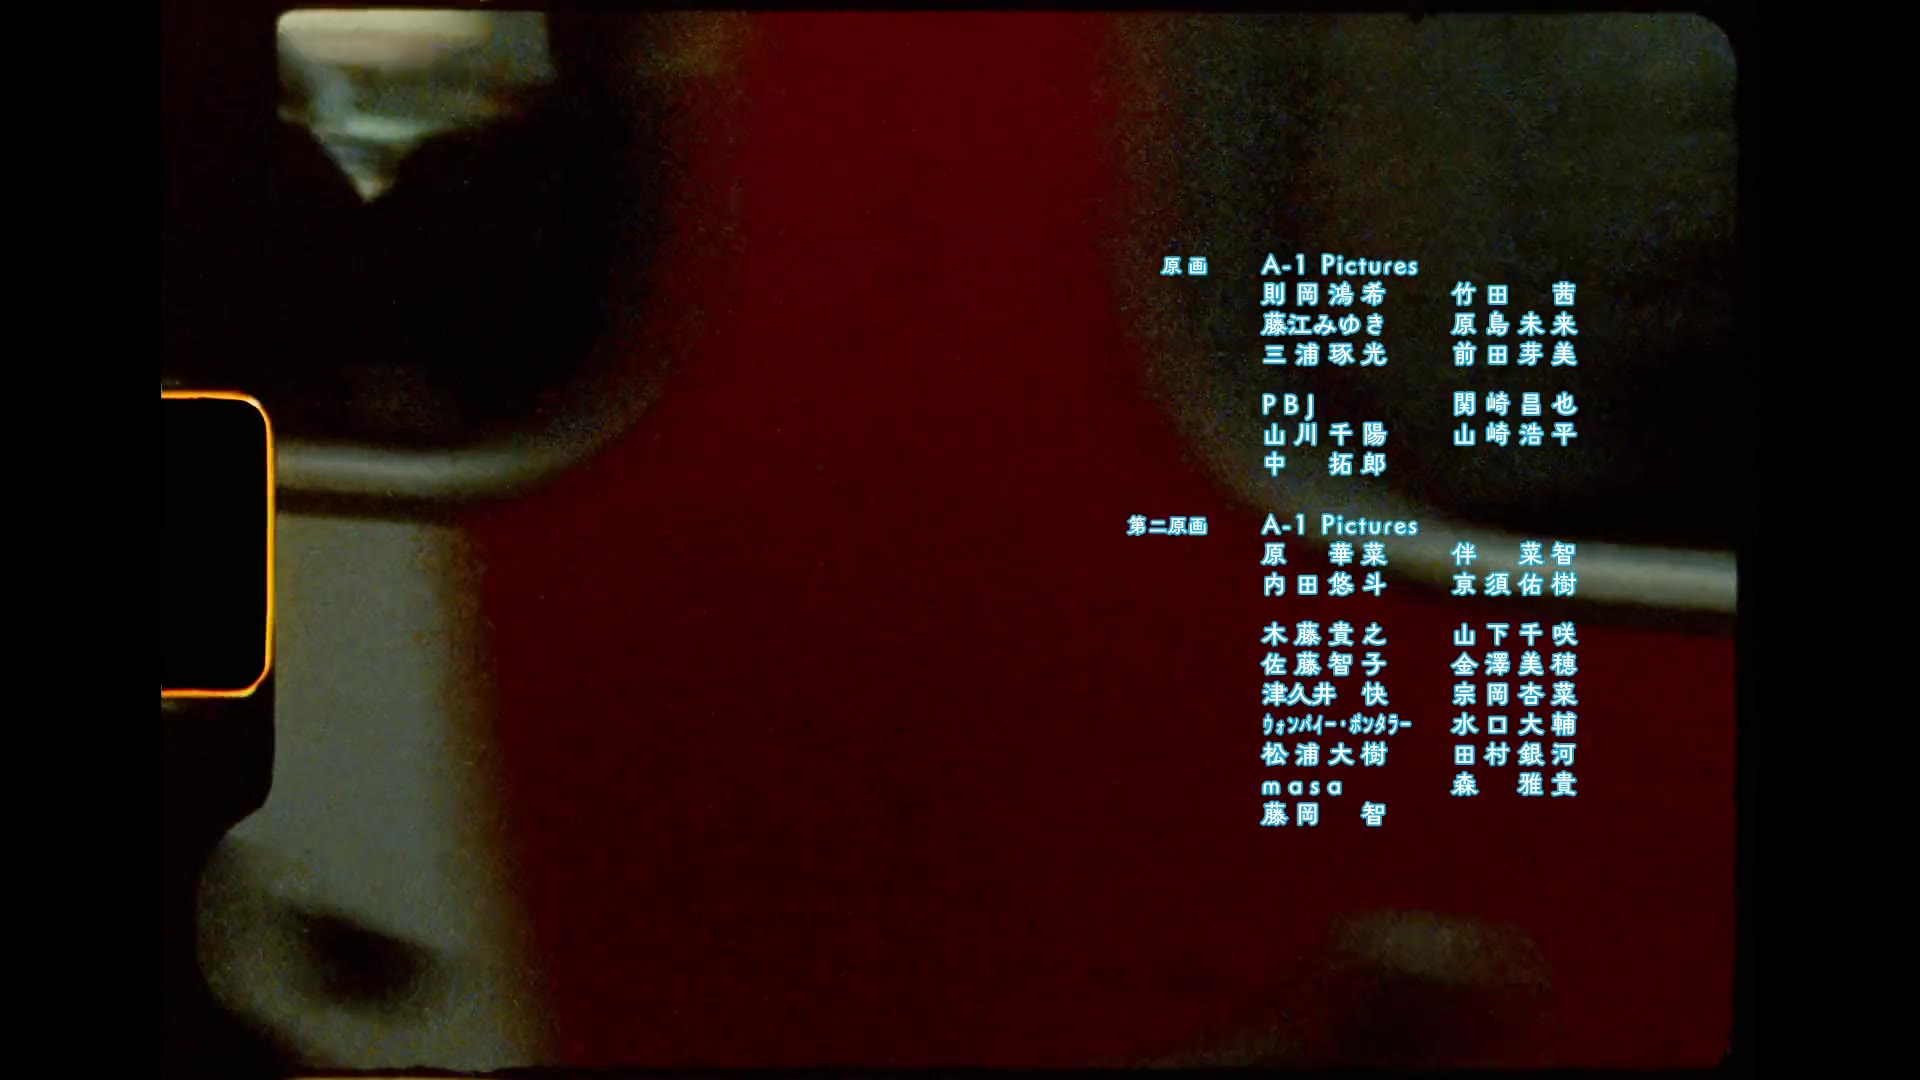 原画 A-1 Pictures
則岡鴻希 竹田 茜
藤江みゆき 原島未来
三浦琢光 前田芽美
PBJ 関崎昌也
山川千陽 山崎浩平
中 拓郎
第二原画 A-1 Pictures
原 華菜 伴 菜智
内田悠斗 亰須佑樹
木藤貴之 山下千咲
佐藤智子 金澤美穂
津久井 快 宗岡杏菜
ウォンパイー・ポンタラー 水口大輔
松浦大樹 田村銀河
masa 森 雅貴
藤岡 智